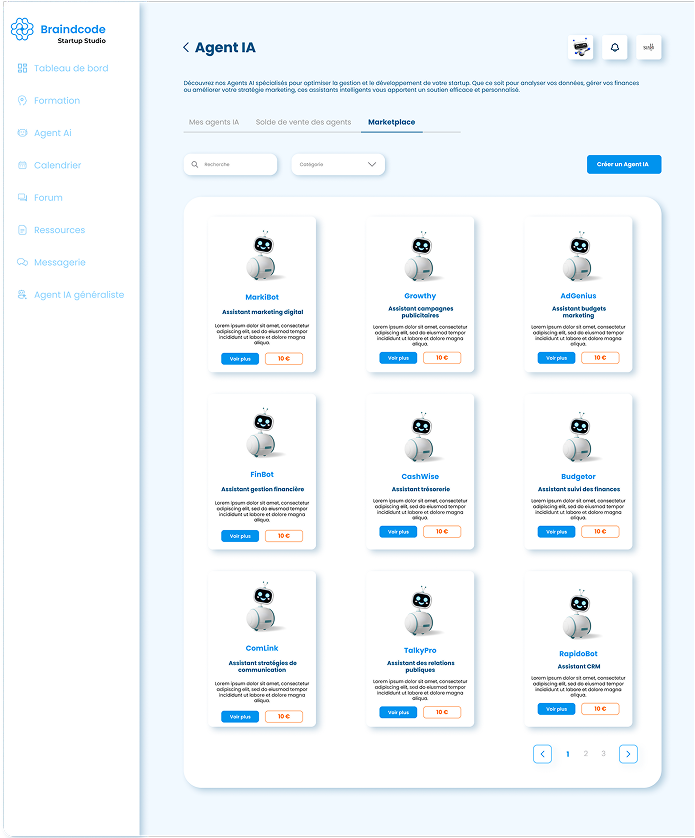 Braindcode
Startup Studio
Tableau de bord
Formation
Agent Ai
Calendrier
Forum
Ressources
Messagerie
Agent IA généraliste
Agent IA
Découvrez nos Agents AI spécialisés pour optimiser la gestion et le développement de votre startup. Que ce soit pour analyser vos données, gérer vos finances
ou améliorer votre stratégie marketing, ces assistants intelligents vous apportent un soutien efficace et personnalisé.
Mes agents IA
Solde de vente des agents
Marketplace
Recherche
Catégorie
Créer un Agent IA
MarkiBot
Assistant marketing digital
Lorem ipsum dolor sit amet, consectetur
adipiscing elit, sed do eiusmod tempor
incididunt ut labore et dolore magna
aliqua.
Voir plus
10 €
Growthy
Assistant campagnes
publicitaires
Lorem ipsum dolor sit amet, consectetur
adipiscing elit, sed do eiusmod tempor
incididunt ut labore et dolore magna
aliqua.
Voir plus
10 €
AdGenius
Assistant budgets
marketing
Lorem ipsum dolor sit amet, consectetur
adipiscing elit, sed do eiusmod tempor
incididunt ut labore et dolore magna
aliqua.
Voir plus
10 €
FinBot
Assistant gestion financière
Lorem ipsum dolor sit amet, consectetur
adipiscing elit, sed do eiusmod tempor
incididunt ut labore et dolore magna
aliqua.
Voir plus
10 €
CashWise
Assistant trésorerie
Lorem ipsum dolor sit amet, consectetur
adipiscing elit, sed do eiusmod tempor
incididunt ut labore et dolore magna
aliqua.
Voir plus
10 €
Budgetor
Assistant suivi des finances
Lorem ipsum dolor sit amet, consectetur
adipiscing elit, sed do eiusmod tempor
incididunt ut labore et dolore magna
aliqua.
Voir plus
10 €
ComLink
Assistant stratégies de
communication
Lorem ipsum dolor sit amet, consectetur
adipiscing elit, sed do eiusmod tempor
incididunt ut labore et dolore magna
aliqua.
Voir plus
10 €
TalkyPro
Assistant des relations
publiques
Lorem ipsum dolor sit amet, consectetur
adipiscing elit, sed do eiusmod tempor
incididunt ut labore et dolore magna
aliqua.
Voir plus
10 €
RapidoBot
Assistant CRM
Lorem ipsum dolor sit amet, consectetur
adipiscing elit, sed do eiusmod tempor
incididunt ut labore et dolore magna
aliqua.
Voir plus
10 €
1 2 3